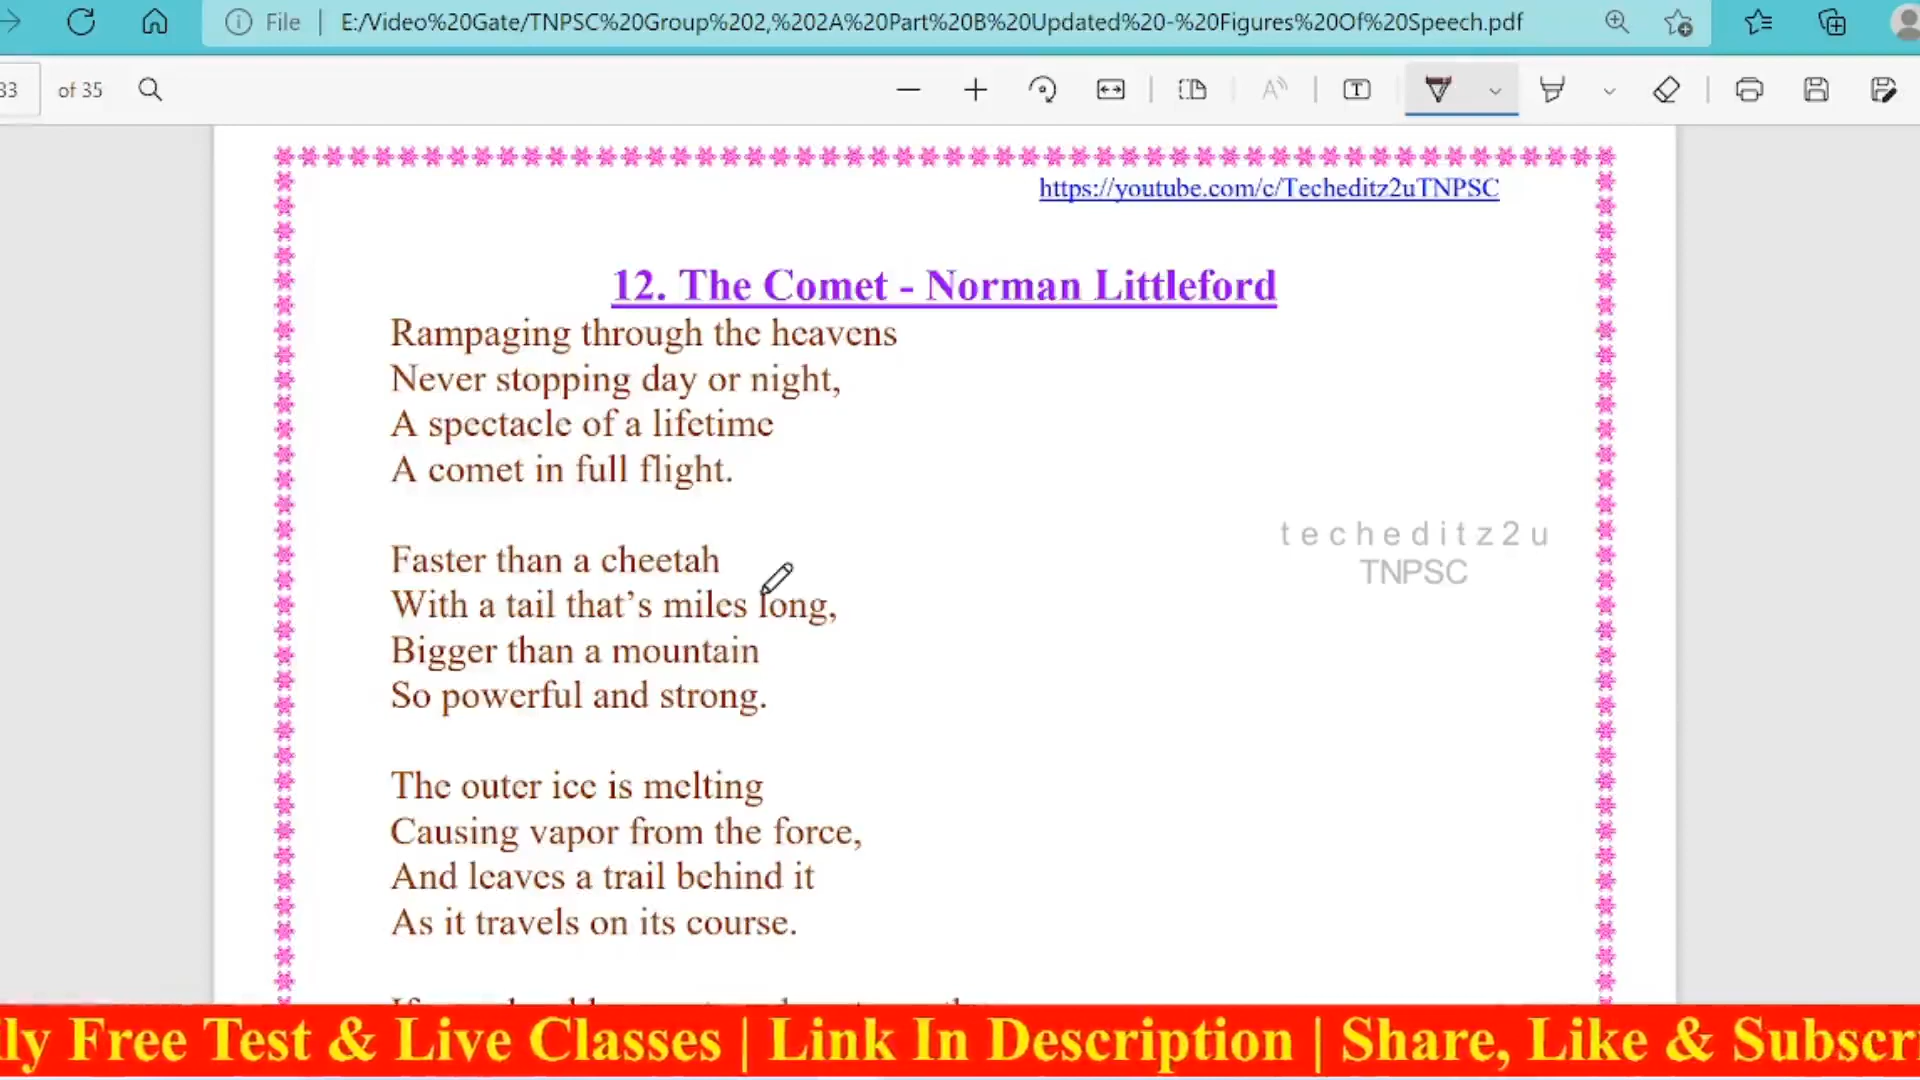 File | E:/Video%20Gate/TNPSC%20Group%202,%202A%20Part%20B%20Updated%20-%20Figures%20Of%20Speech.pdf
33 of 35
https://youtube.com/c/Techeditz2uTNPSC
12. The Comet - Norman Littleford
Rampaging through the heavens
Never stopping day or night,
A spectacle of a lifetime
A comet in full flight.
Faster than a cheetah
With a tail that’s miles long,
Bigger than a mountain
So powerful and strong.
techeditz2u
TNPSC
The outer ice is melting
Causing vapor from the force,
And leaves a trail behind it
As it travels on its course.
ly Free Test & Live Classes | Link In Description | Share, Like & Subscr